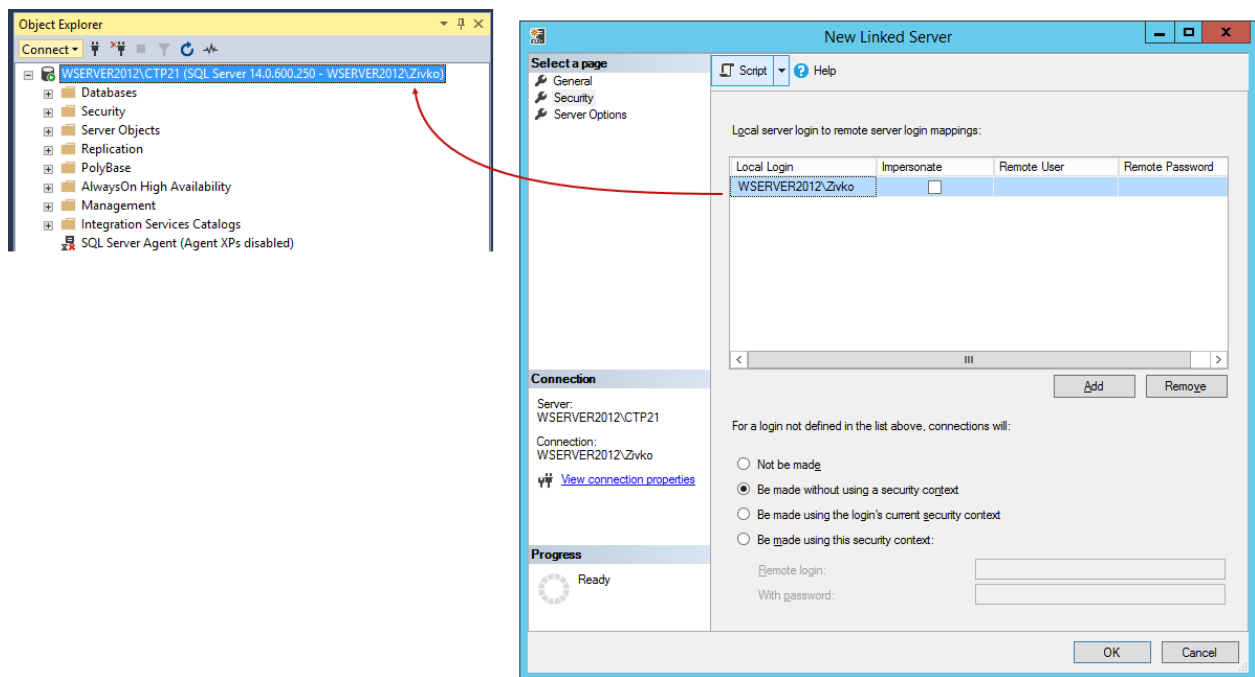 Object Explorer
Connect
WSERVER2012\CTP21 (SQL Server 14.0.600.250 - WSERVER2012\Zivko)
Databases
Security
Server Objects
Replication
PolyBase
AlwaysOn High Availability
Management
Integration Services Catalogs
SQL Server Agent (Agent XPs disabled)
New Linked Server
Select a page
General
Security
Server Options
Script
Help
Local server login to remote server login mappings:
Local Login Impersonate Remote User Remote Password
WSERVER2012\Zivko
Add Remove
Connection
Server:
WSERVER2012\CTP21
Connection:
WSERVER2012\Zivko
View connection properties
Progress
Ready
For a login not defined in the list above, connections will:
Not be made
Be made without using a security context
Be made using the login's current security context
Be made using this security context:
Remote login:
With password:
OK Cancel